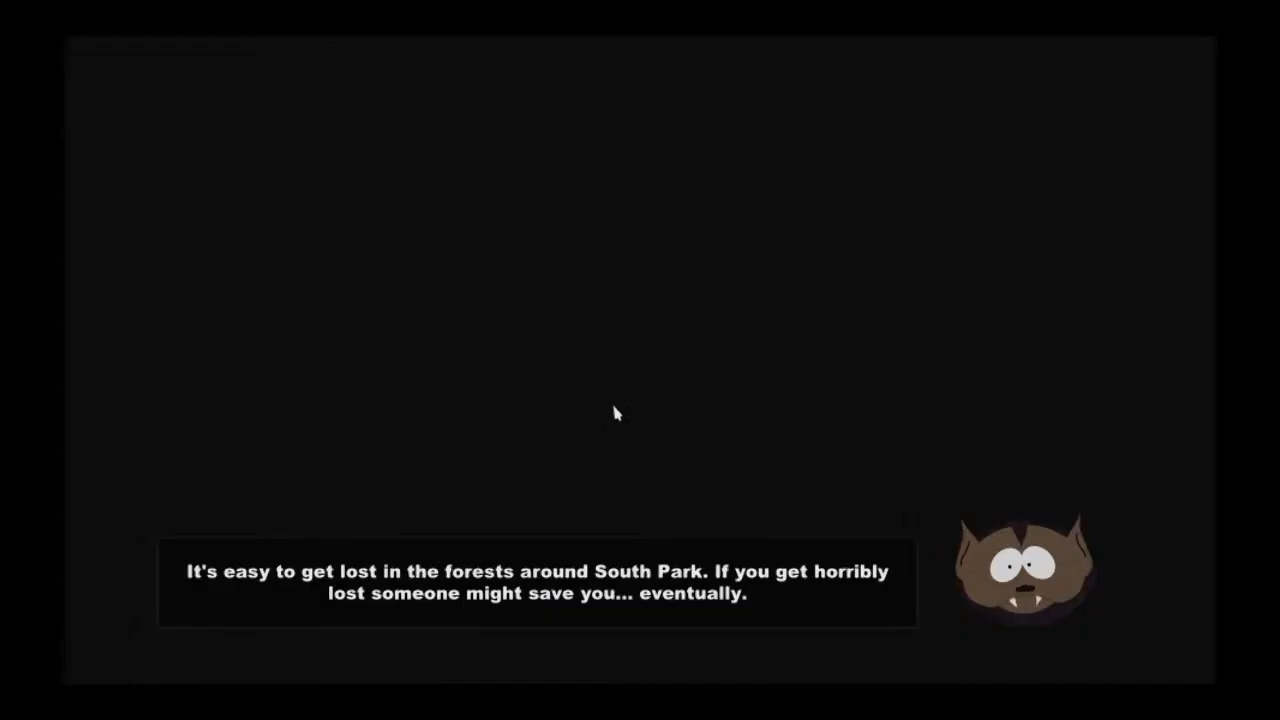 It's easy to get lost in the forests around South Park. If you get horribly
lost someone might save you... eventually.